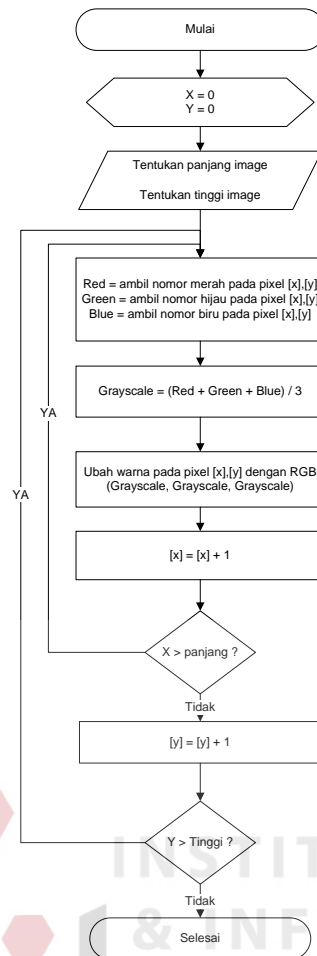 Mulai
X = 0
Y = 0
Tentukan panjang image
Tentukan tinggi image
Red = ambil nomor merah pada pixel [x],[y]
Green = ambil nomor hijau pada pixel [x],[y]
Blue = ambil nomor biru pada pixel [x],[y]
Grayscale = (Red + Green + Blue) / 3
YA
Ubah warna pada pixel [x],[y] dengan RGB
(Grayscale, Grayscale, Grayscale)
YA
[x] = [x] + 1
X > panjang ?
Tidak
[y] = [y] + 1
Y > Tinggi ?
INSTIT
Tidak
Selesai
& INF